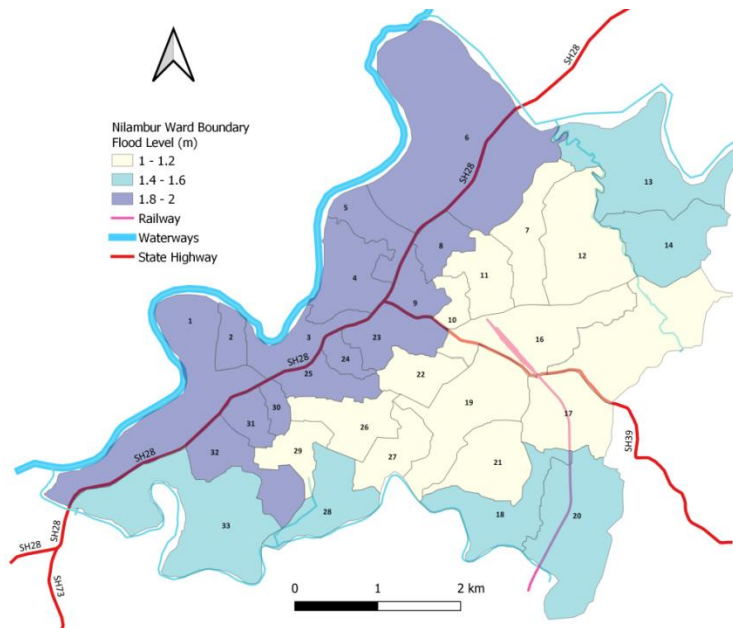 SH28
Nilambur Ward Boundary
Flood Level (m)
1 - 1.2
1.4 - 1.6
1.8 - 2
Railway
Waterways
State Highway
6
SH28
13
5
7
14
8
12
4
11
9
1
10
2
3
16
23
24
SH28
22
25
19
30
17
31
26
SH39
32
29
27
21
SH28
28
18
20
33
SH28
SH28
SH73
0
1
2 km